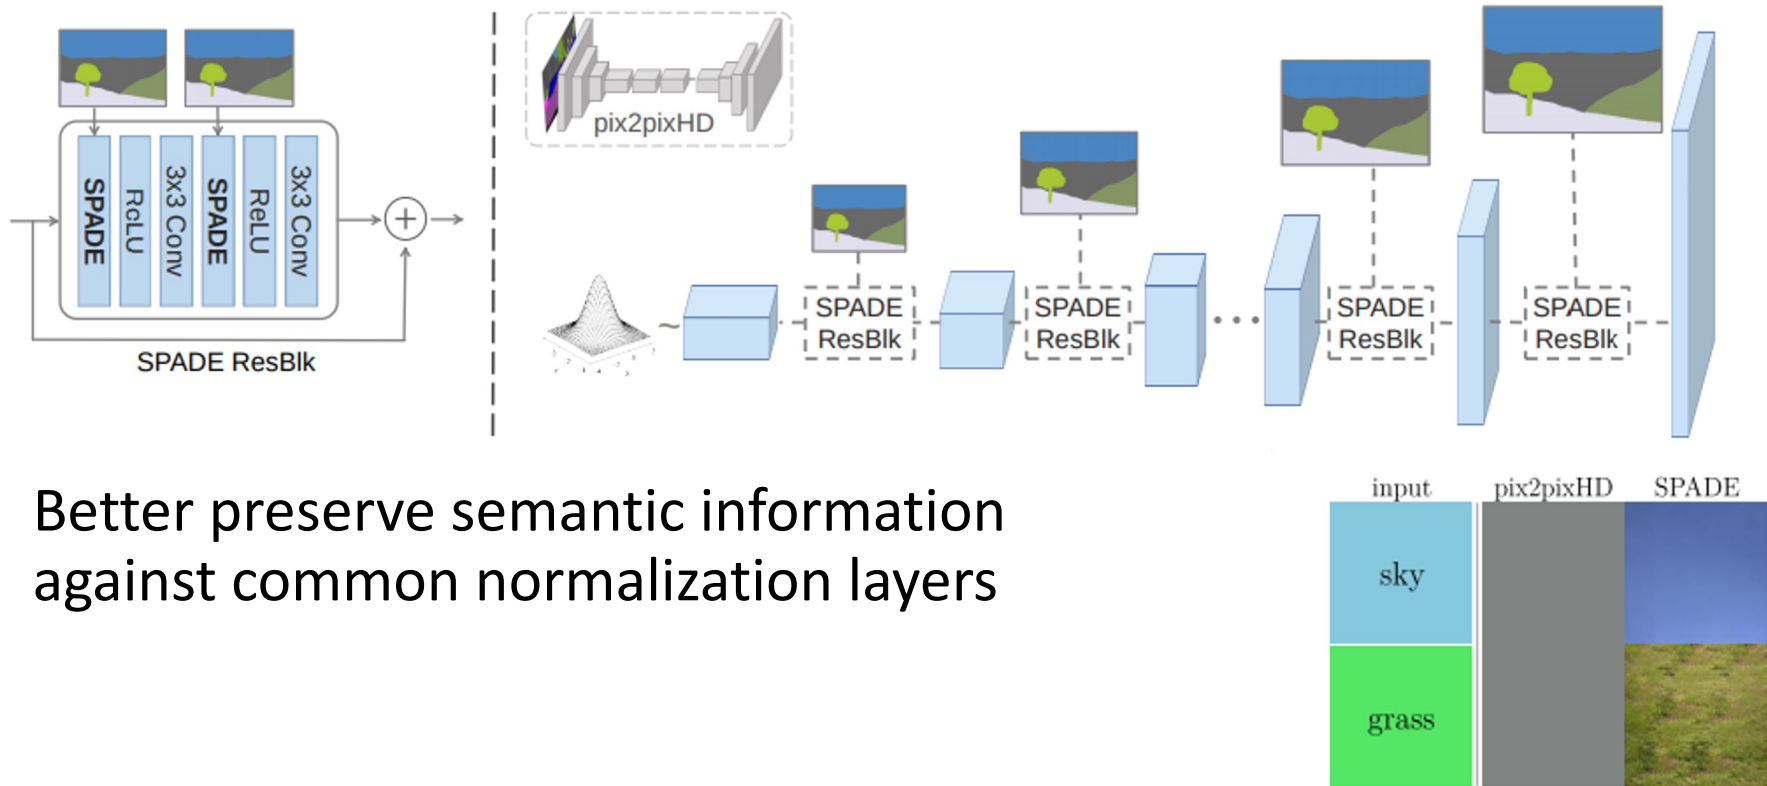 SPADE
RcLU
3x3 Conv
SPADE
ReLU
3x3 Conv
SPADE ResBlk
pix2pixHD
~
SPADE
ResBlk
SPADE
ResBlk
SPADE
ResBlk
SPADE
ResBlk
Better preserve semantic information
against common normalization layers
input pix2pixHD SPADE
sky
grass